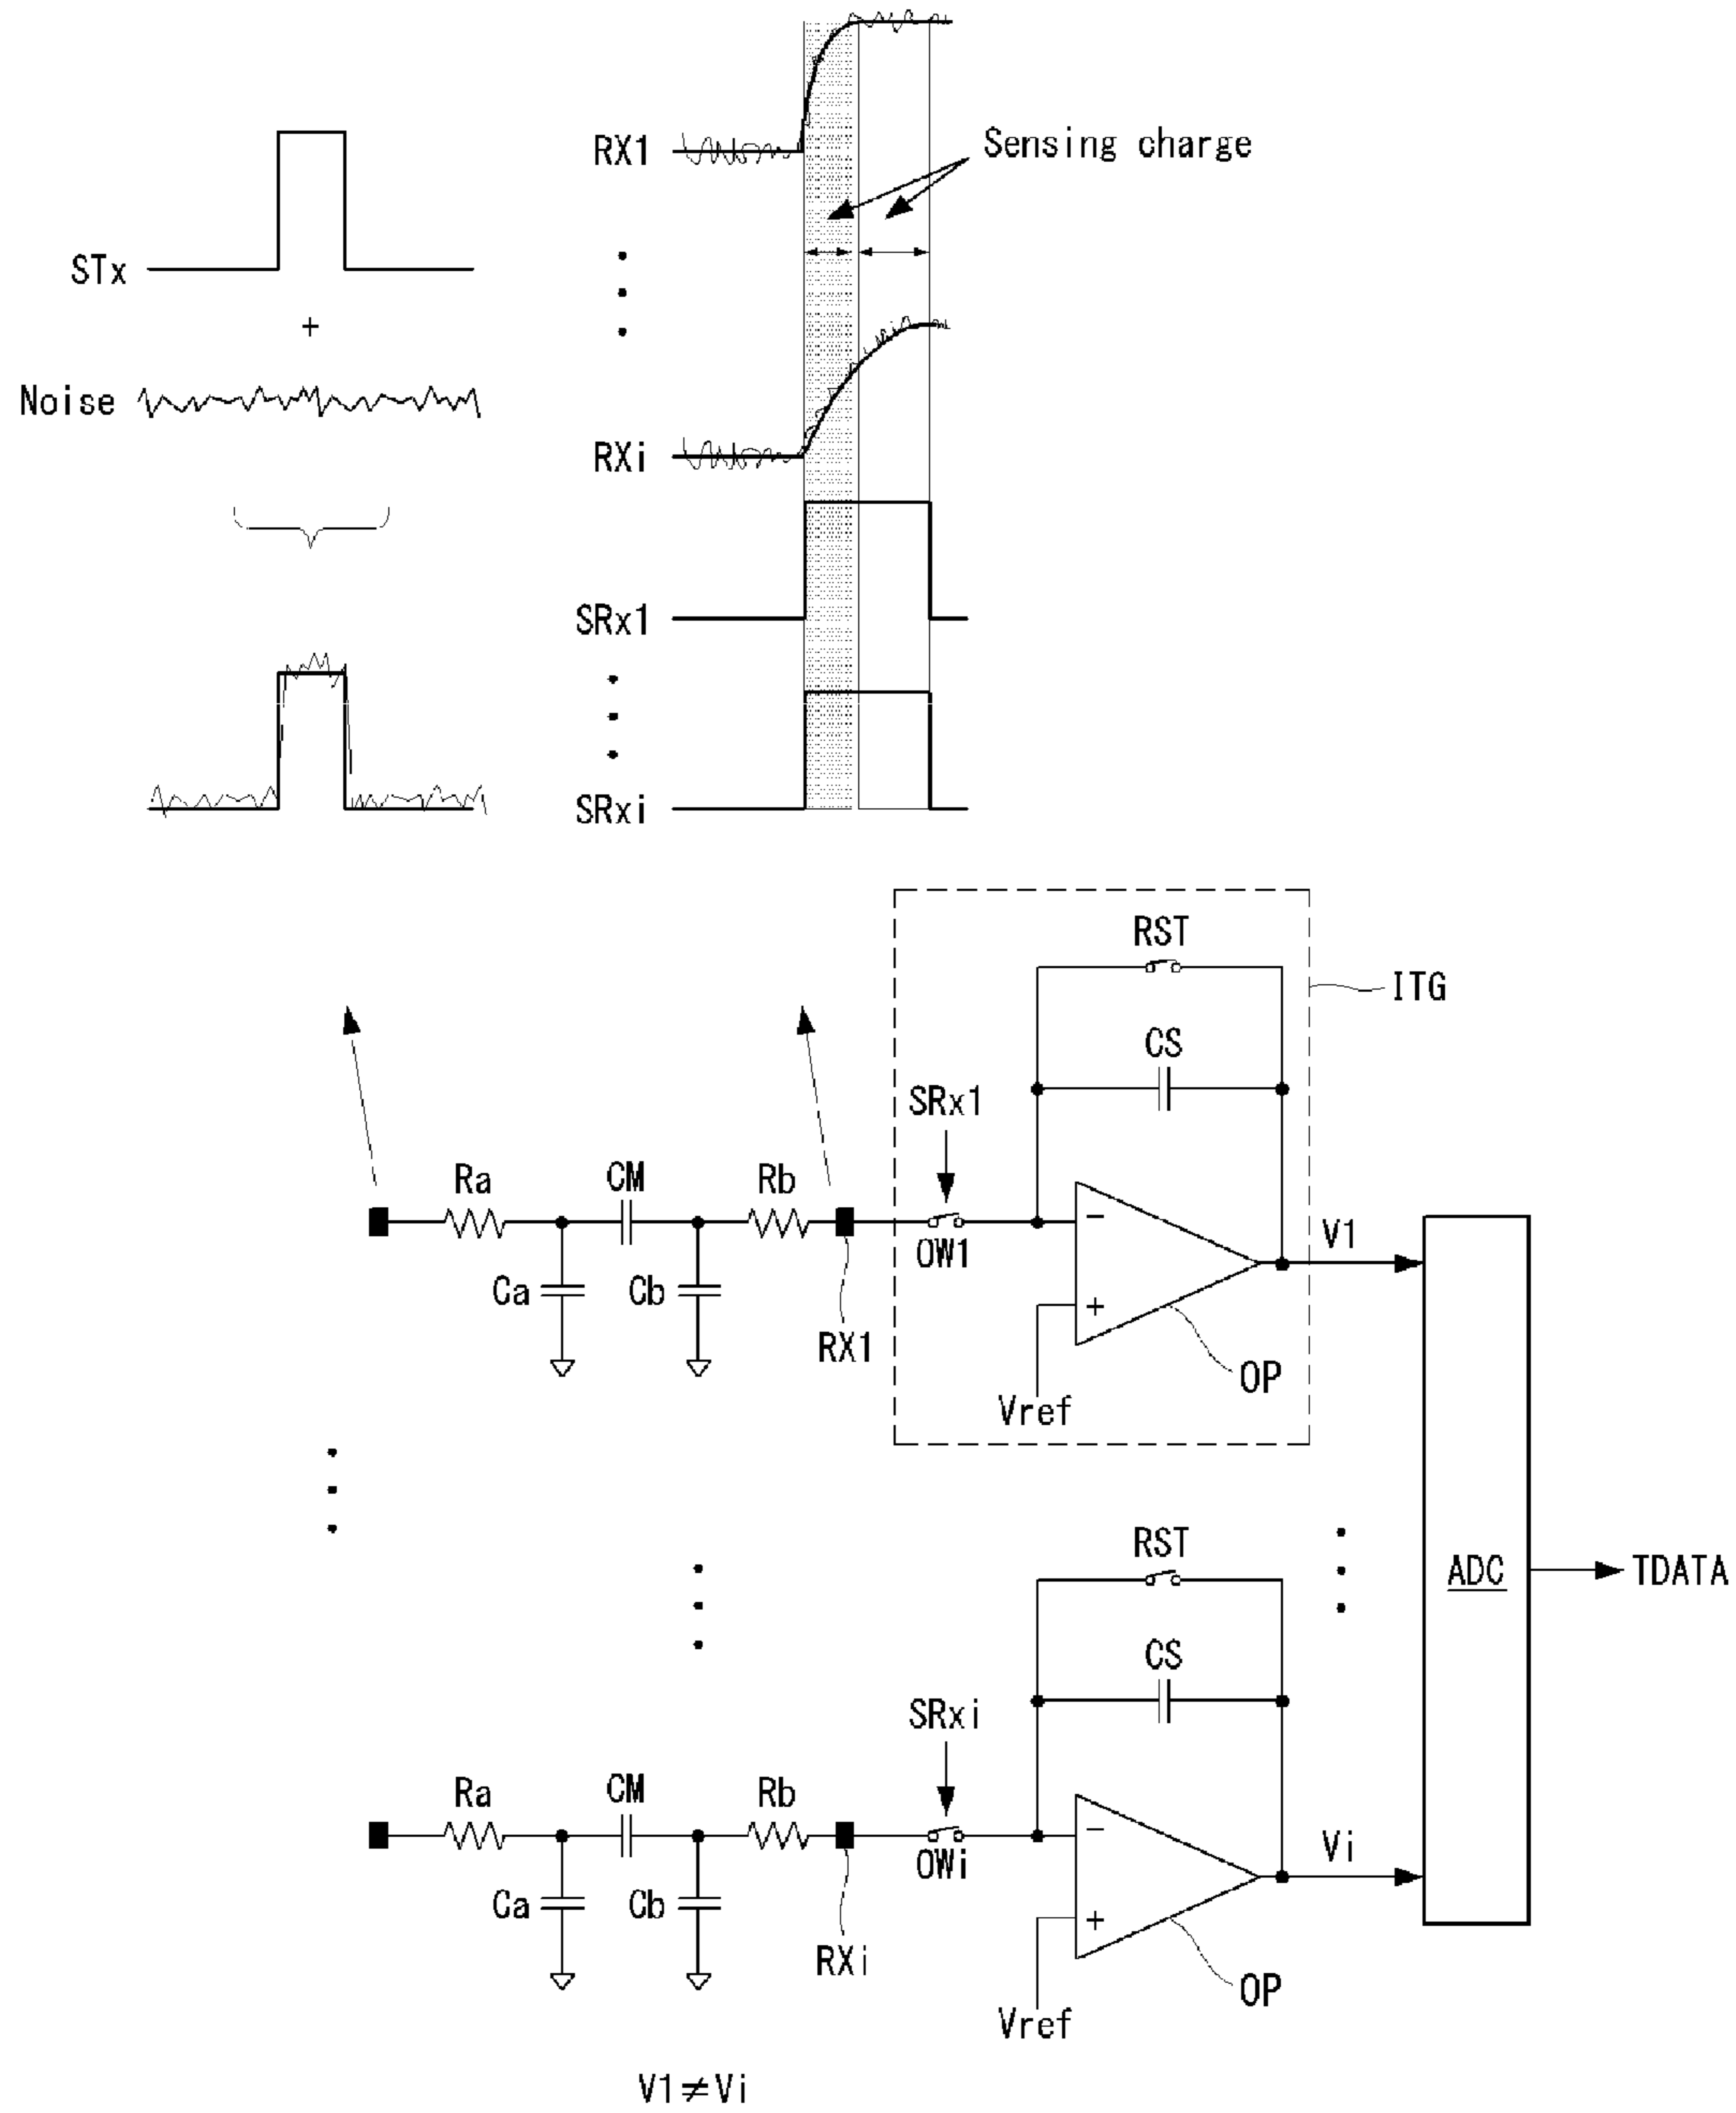 RX1
Sensing charge
STx
+
Noise
RXi
SRx1
SRxi
RST
ITG
CS
SRx1
Ra
CM
Rb
OW1
−
V1
Ca
Cb
RX1
+
OP
Vref
RST
ADC
TDATA
CS
SRxi
Ra
CM
Rb
OWi
−
Vi
Ca
Cb
RXi
+
OP
Vref
V1≠Vi